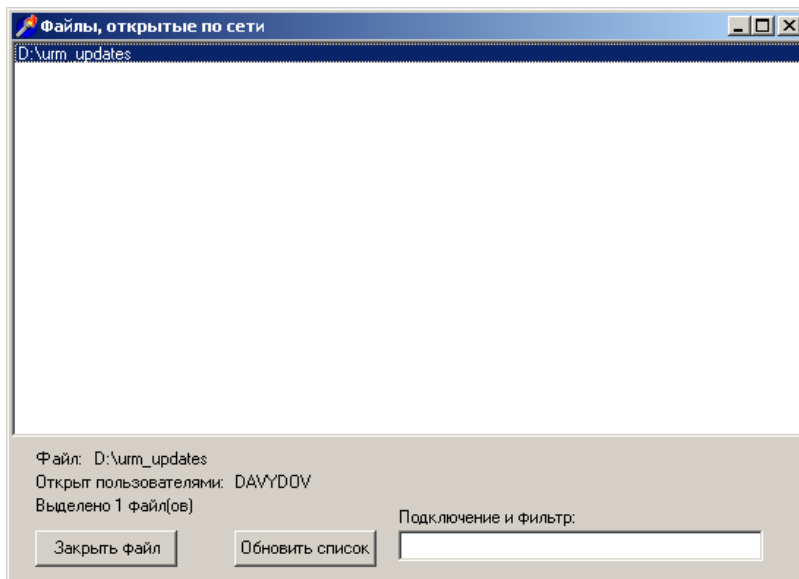 Файлы, открытые по сети
D:\urm_updates
Файл: D:\urm_updates
Открыт пользователями: DAVYDOV
Выделено 1 файл(ов)
Подключение и фильтр:
Закрыть файл
Обновить список